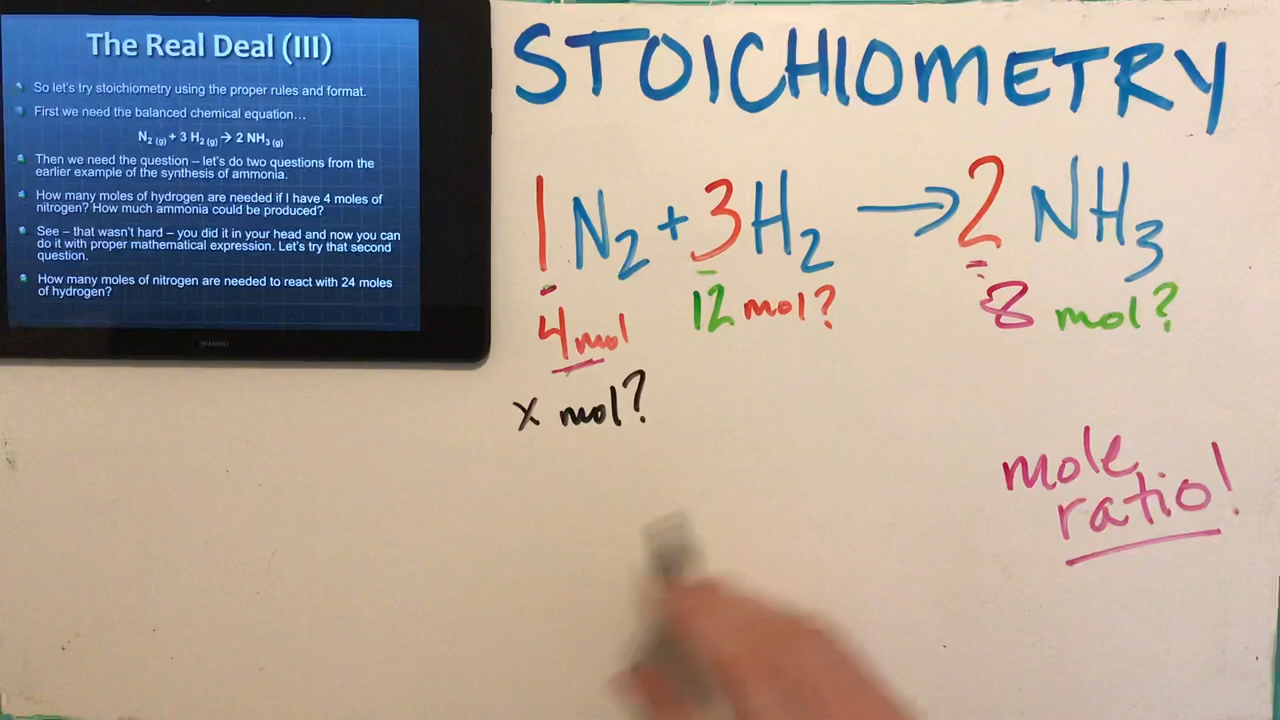 The Real Deal (III)
So let's try stoichiometry using the proper rules and format.
First we need the balanced chemical equation…
N2 (g) + 3 H2 (g) → 2 NH3 (g)
Then we need the question – let's do two questions from the
earlier example of the synthesis of ammonia.
How many moles of hydrogen are needed if I have 4 moles of
nitrogen? How much ammonia could be produced?
See – that wasn't hard – you did it in your head and now you can
do it with proper mathematical expression. Let's try that second
question.
How many moles of nitrogen are needed to react with 24 moles
of hydrogen?
STOICHIOMETRY
1 N2 + 3 H2 → 2 NH3
4 mol 12 mol? 8 mol?
x mol?
mole
ratio!